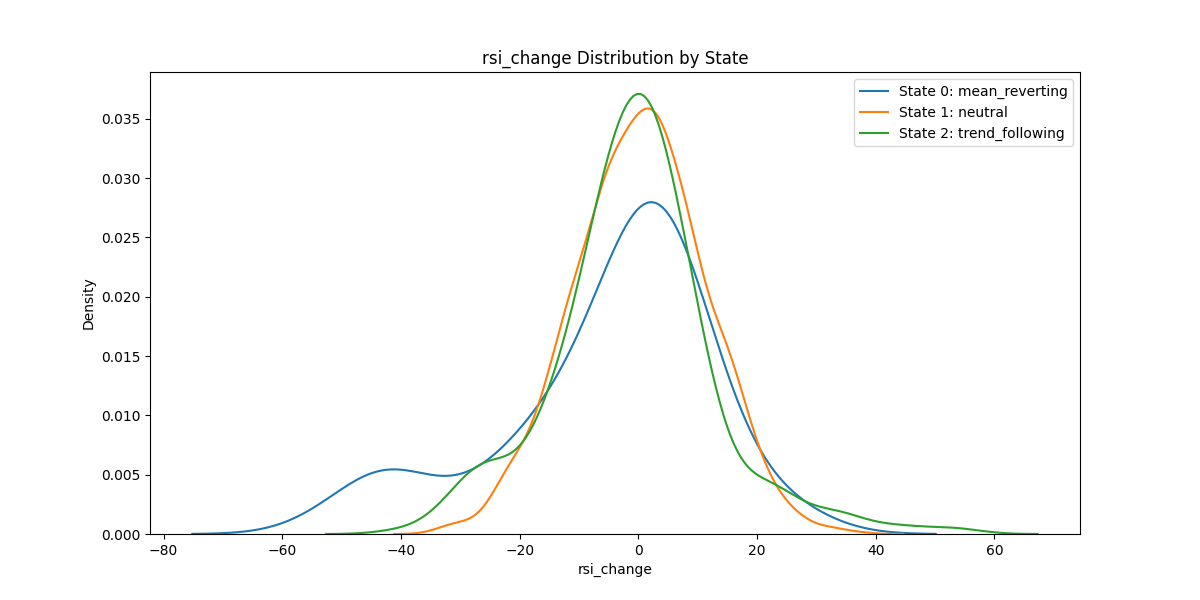 rsi_change Distribution by State
State 0: mean_reverting
State 1: neutral
State 2: trend_following
Density
0.035
0.030
0.025
0.020
0.015
0.010
0.005
0.000
−80 −60 −40 −20 0 20 40 60
rsi_change